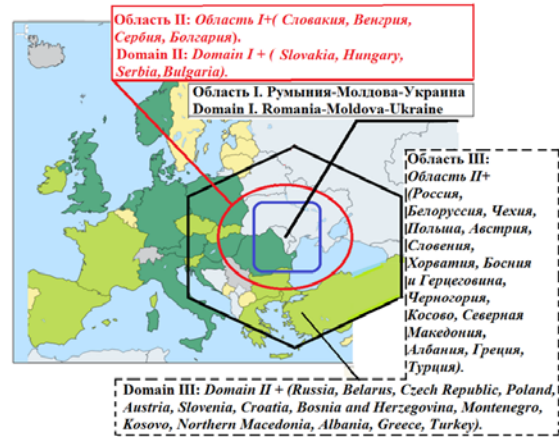 Область II: Область I+( Словакия, Венгрия,
Сербия, Болгария).
Domain II: Domain I + ( Slovakia, Hungary,
Serbia, Bulgaria).
Область I. Румыния-Молдова-Украина
Domain I. Romania-Moldova-Ukraine
Область III:
Область II+
(Россия,
Белоруссия, Чехия,
Польша, Австрия,
Словения,
Хорватия, Босния
и Герцеговина,
Черногория,
Косово, Северная
Македония,
Албания, Греция,
Турция).
Domain III: Domain II + (Russia, Belarus, Czech Republic, Poland,
Austria, Slovenia, Croatia, Bosnia and Herzegovina, Montenegro,
Kosovo, Northern Macedonia, Albania, Greece, Turkey).